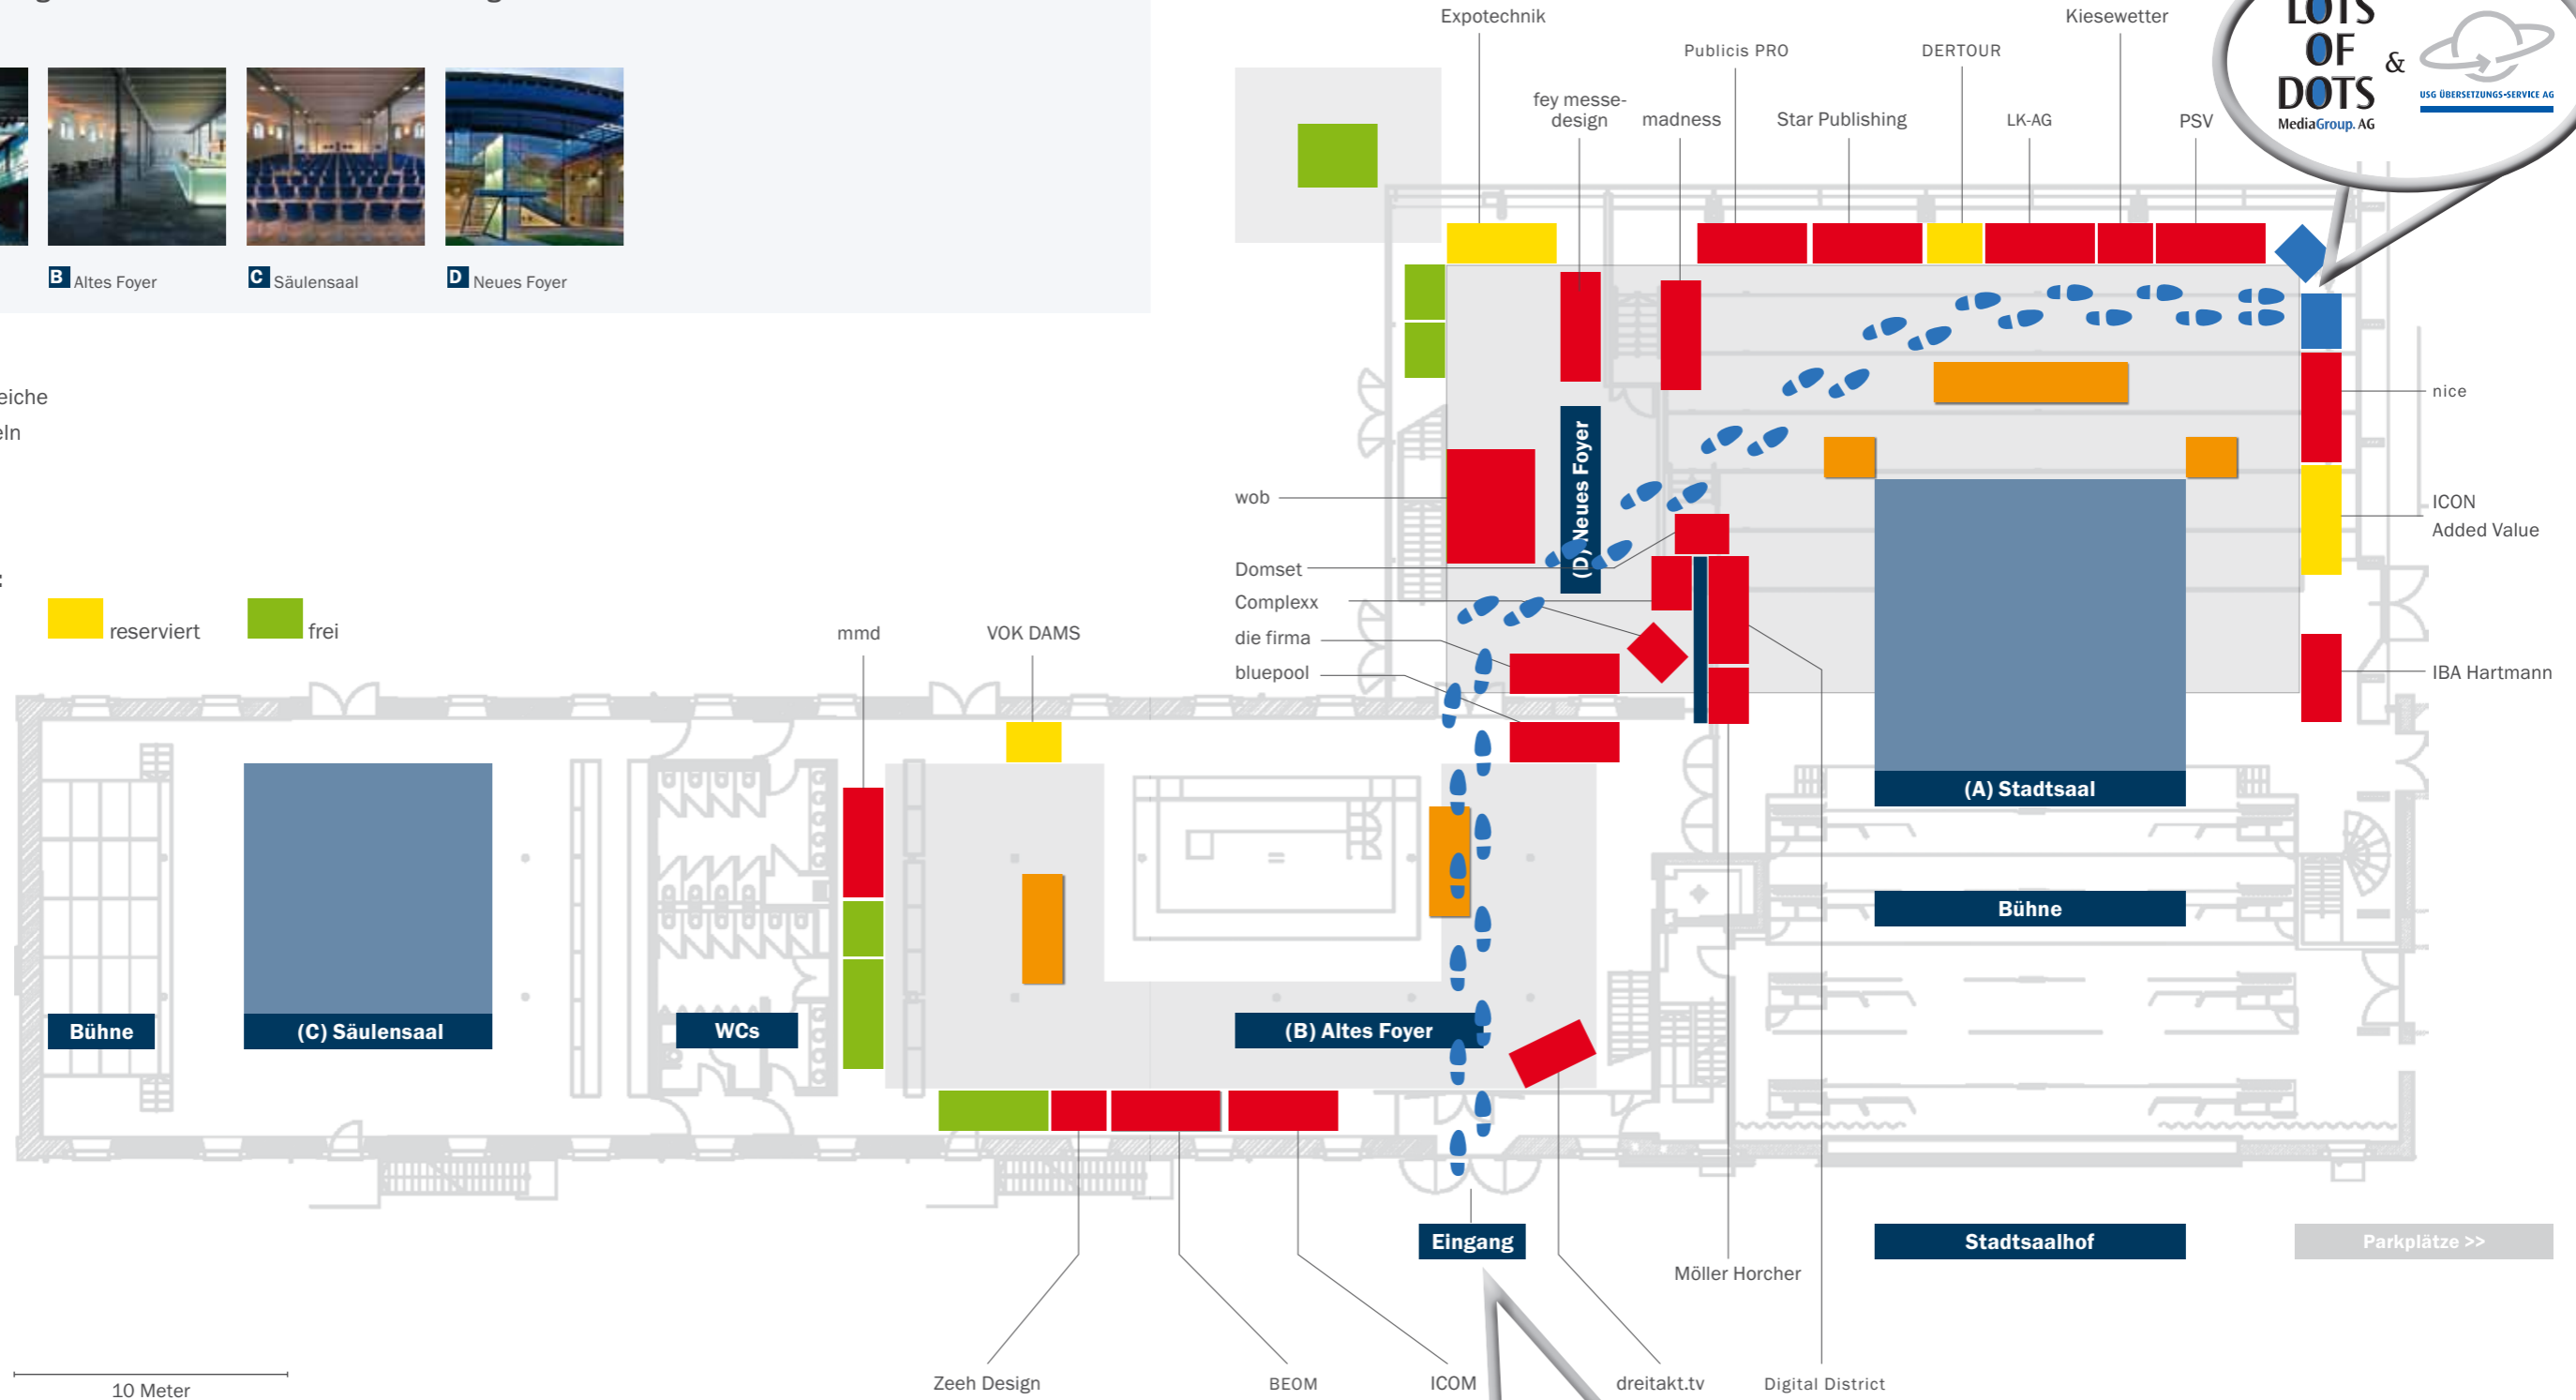 Expotechnik
Kiesewetter
Publicis PRO
DERTOUR
fey messe-
design
madness
Star Publishing
LK-AG
PSV
LOTS
OF
DOTS
MediaGroup. AG
&
USG ÜBERSETZUNGS-SERVICE AG
B Altes Foyer
C Säulensaal
D Neues Foyer
eiche
eln
:
reserviert
frei
nice
ICON
Added Value
IBA Hartmann
wob
(D) Neues Foyer
Domset
Complexx
die firma
bluepool
mmd
VOK DAMS
(A) Stadtsaal
Bühne
Bühne
(C) Säulensaal
WCs
(B) Altes Foyer
Eingang
Stadtsaalhof
Parkplätze >>
Möller Horcher
Zeeh Design
BEOM
ICOM
dreitakt.tv
Digital District
10 Meter